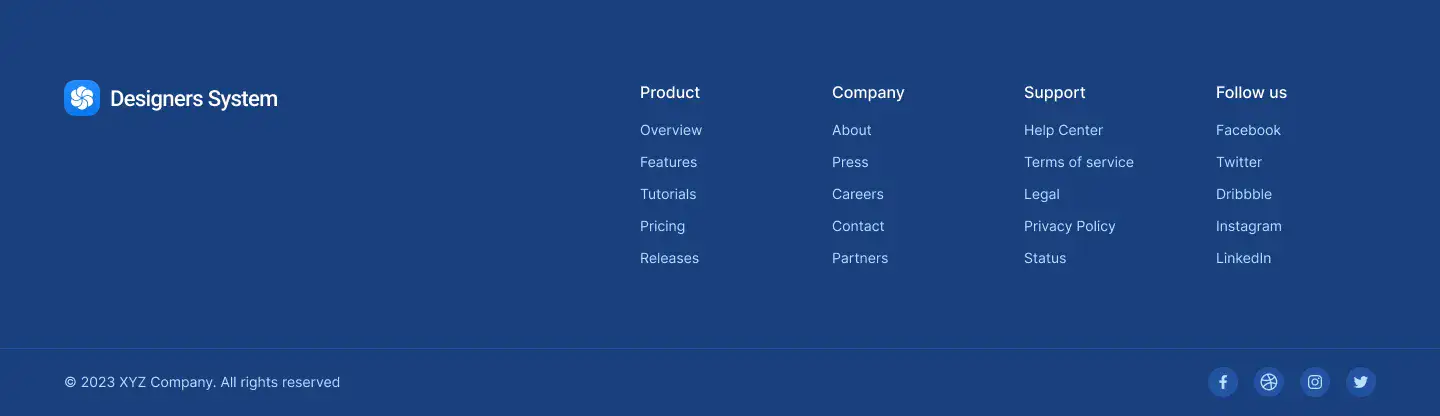 Designers System
Product
Overview
Features
Tutorials
Pricing
Releases
Company
About
Press
Careers
Contact
Partners
Support
Help Center
Terms of service
Legal
Privacy Policy
Status
Follow us
Facebook
Twitter
Dribbble
Instagram
LinkedIn
© 2023 XYZ Company. All rights reserved